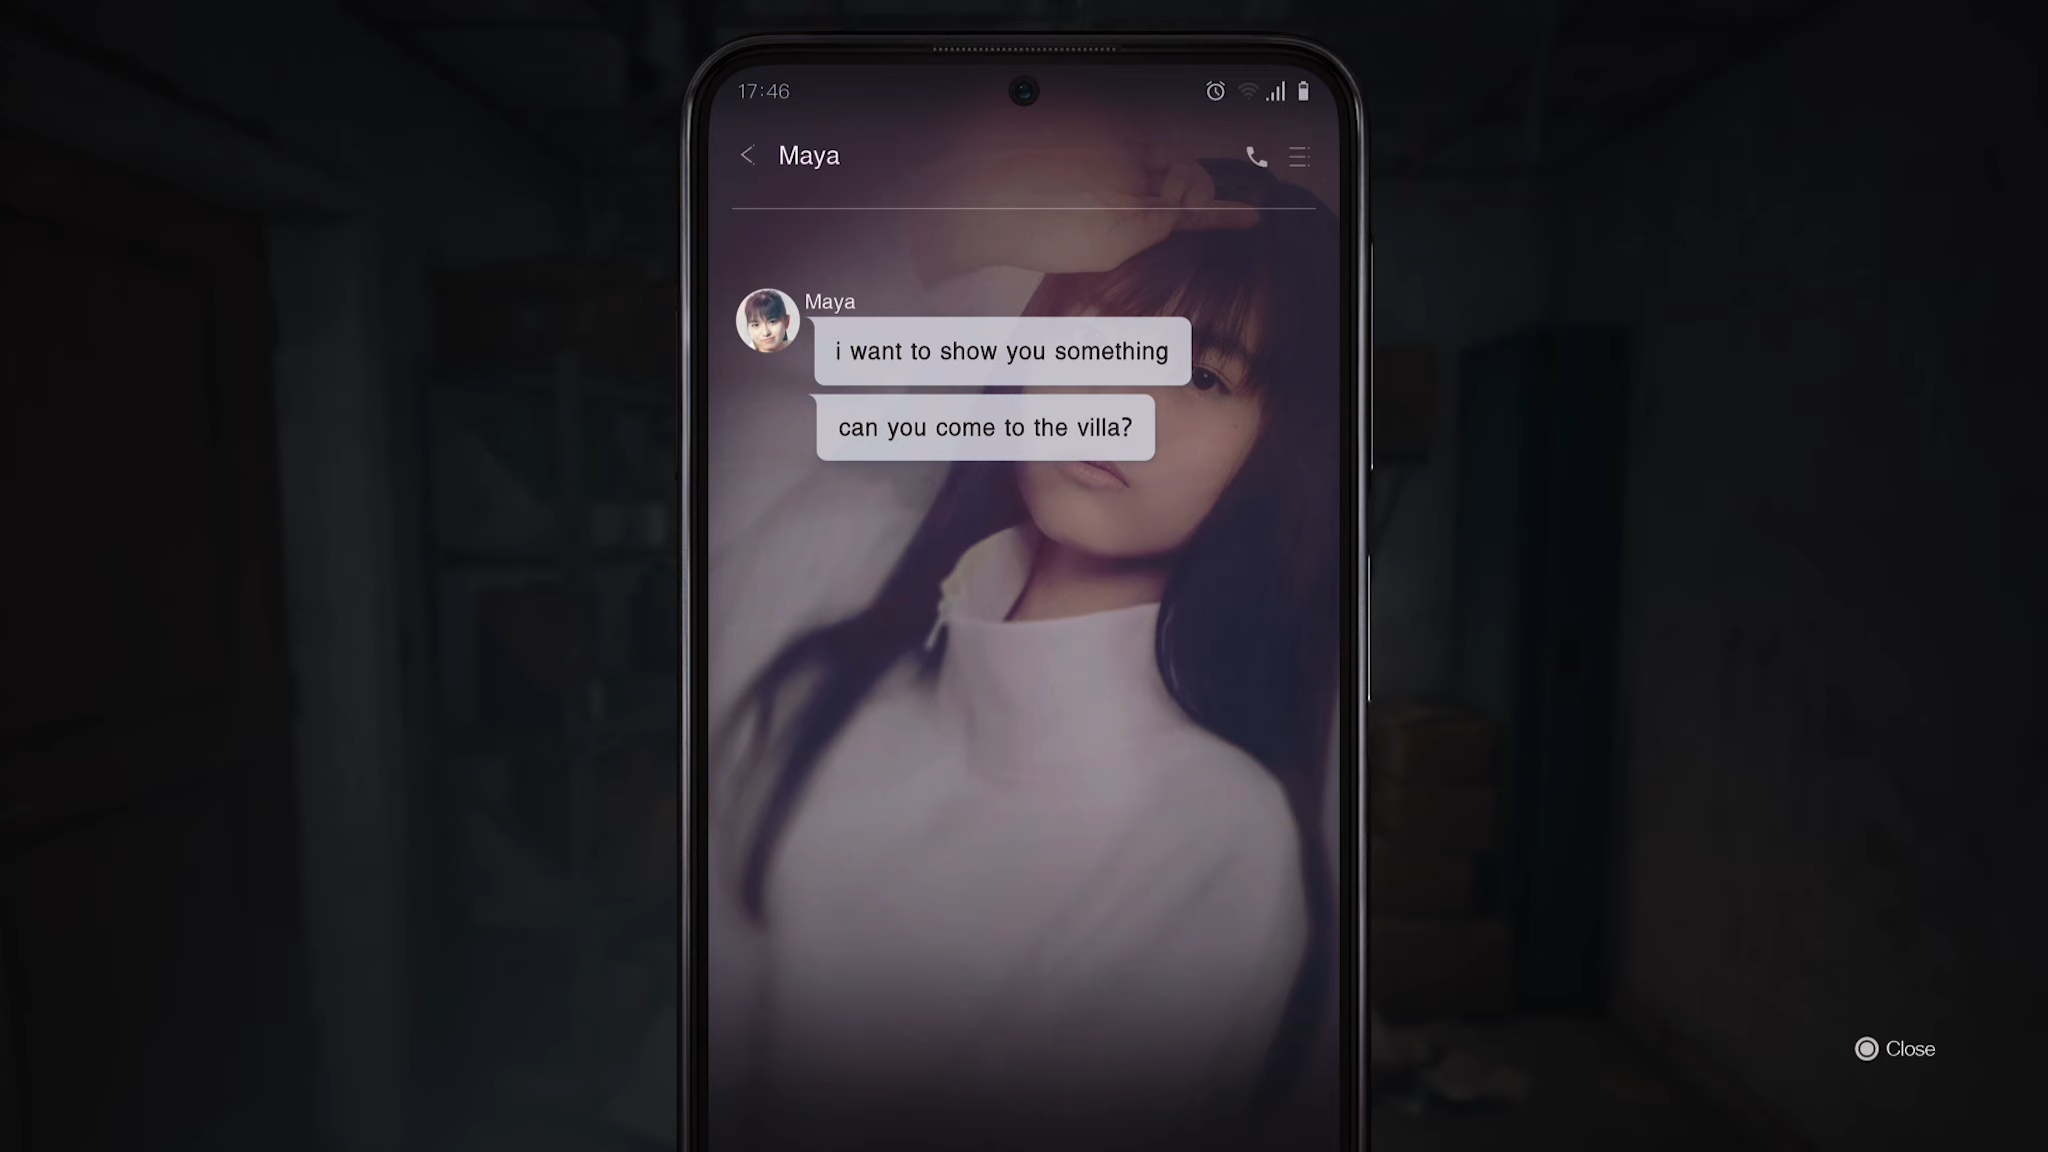 17:46
Maya
Maya
i want to show you something
can you come to the villa?
Close